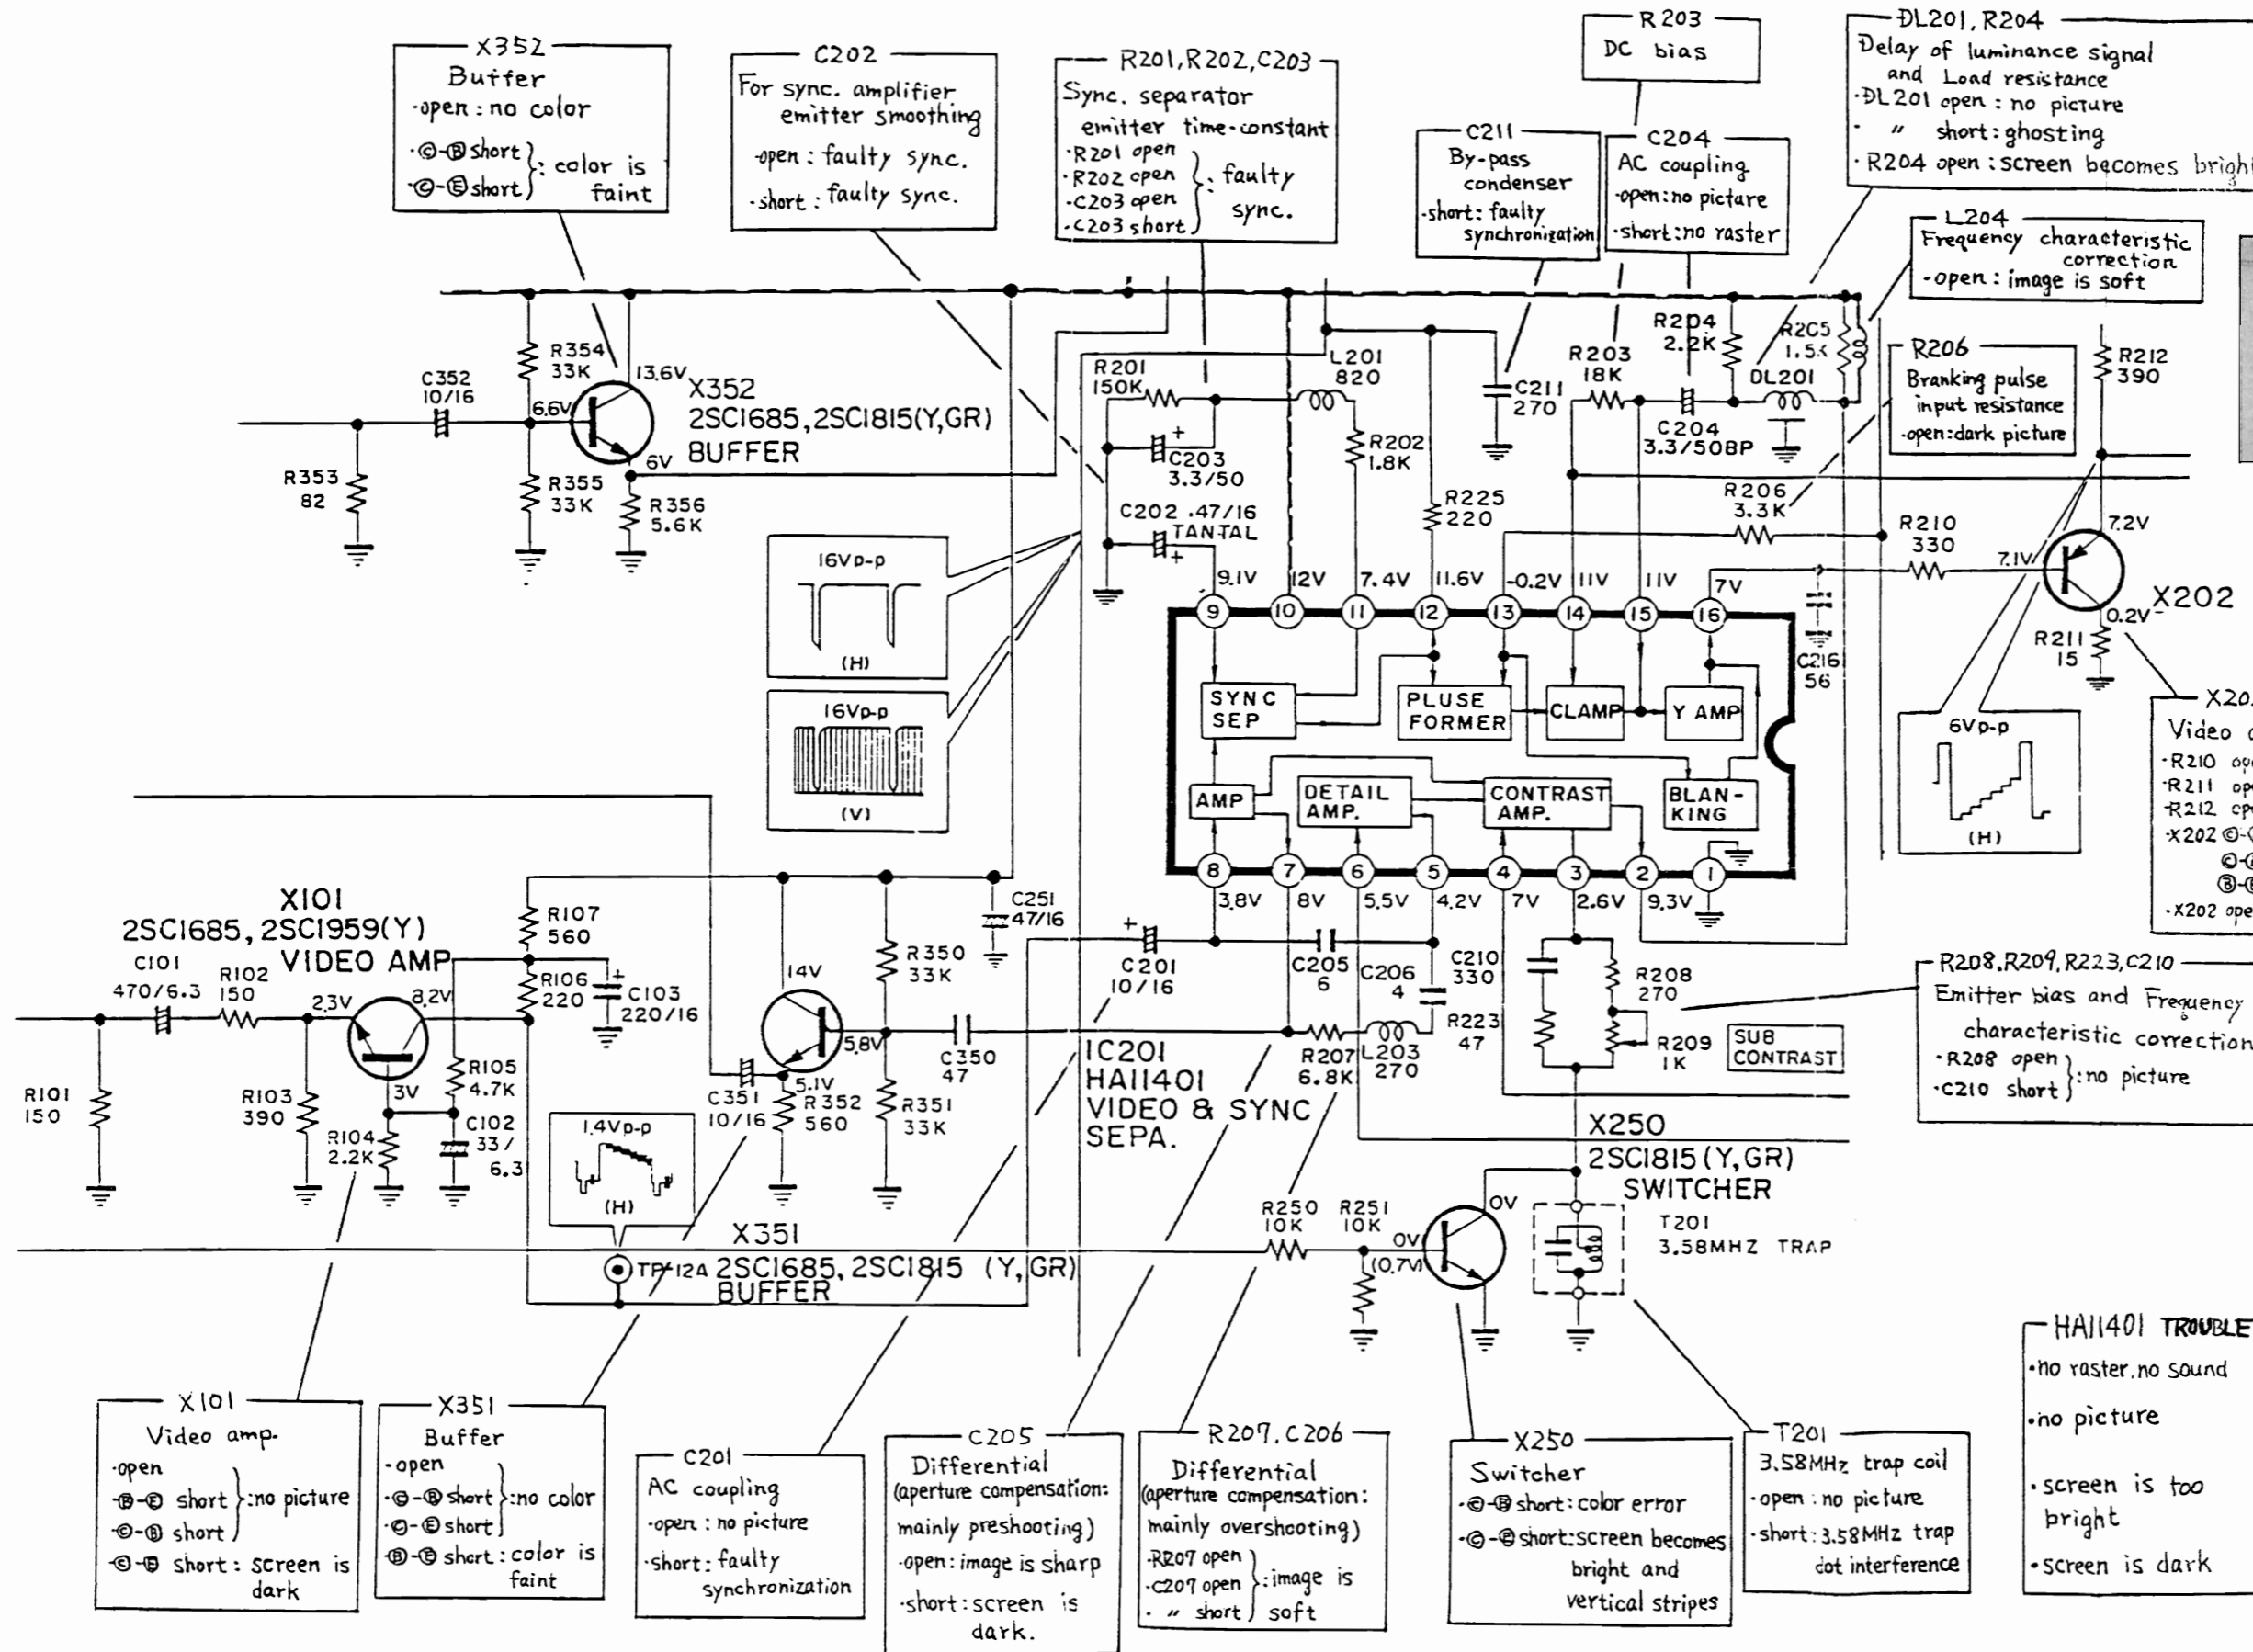 X352
Buffer
-open : no color
·Ⓒ-Ⓑ short
·Ⓒ-Ⓔ short
: color is
faint
C202
For sync. amplifier
emitter smoothing
-open : faulty sync.
-short : faulty sync.
R201, R202, C203
Sync. separator
emitter time-constant
·R201 open
·R202 open
·C203 open
·C203 short
: faulty
sync.
R203
DC bias
C211
By-pass
condenser
·short: faulty
synchronization
C204
AC coupling
·open: no picture
·short: no raster
DL201, R204
Delay of luminance signal
and Load resistance
·DL201 open : no picture
· " short : ghosting
· R204 open : screen becomes brigh
L204
Frequency characteristic
correction
-open : image is soft
R206
Branking pulse
input resistance
-open: dark picture
R354
33K
C352
10/16
6.6V
13.6V
X352
2SC1685, 2SC1815(Y,GR)
BUFFER
6V
R353
82
R355
33K
R356
5.6K
R201
150K
L201
820
C203
3.3/50
R202
1.8K
C202 .47/16
TANTAL
C211
270
R225
220
R203
18K
R204
2.2K
R2C5
1.5K
DL201
C204
3.3/50BP
R206
3.3K
R212
390
R210
330
7.2V
7.1V
X202
0.2V
R211
15
C216
56
16Vp-p
(H)
16Vp-p
(V)
9.1V
12V
7.4V
11.6V
-0.2V
11V
11V
7V
9
10
11
12
13
14
15
16
SYNC
SEP
PLUSE
FORMER
CLAMP
Y AMP
AMP
DETAIL
AMP.
CONTRAST
AMP.
BLAN-
KING
8
7
6
5
4
3
2
1
3.8V
8V
5.5V
4.2V
7V
2.6V
9.3V
6Vp-p
(H)
X20
Video
·R210 op
·R211 op
·R212 op
·X202 Ⓒ-
Ⓒ-
Ⓑ-
·X202 ope
X101
2SC1685, 2SC1959(Y)
VIDEO AMP
C101
470/6.3
R102
150
2.3V
8.2V
3V
R107
560
R106
220
C103
220/16
R105
4.7K
R101
150
R103
390
R104
2.2K
C102
33/
6.3
C251
47/16
R350
33K
14V
5.8V
5.1V
C350
47
C351
10/16
R352
560
R351
33K
1.4Vp-p
(H)
TP-12A
X351
2SC1685, 2SC1815 (Y,GR)
BUFFER
C201
10/16
C205
6
C206
4
R207
6.8K
L203
270
C210
330
R223
47
R208
270
R209
1K
SUB
CONTRAST
IC201
HA11401
VIDEO & SYNC
SEPA.
R208, R209, R223, C210
Emitter bias and Frequency
characteristic correction
·R208 open
·C210 short
: no picture
X250
2SC1815(Y,GR)
SWITCHER
R250
10K
R251
10K
0V
(0.7V)
0V
T201
3.58MHZ TRAP
X101
Video amp.
-open
-Ⓑ-Ⓔ short
-Ⓒ-Ⓑ short
: no picture
-Ⓒ-Ⓔ short : screen is
dark
X351
Buffer
-open
·Ⓒ-Ⓑ short
·Ⓒ-Ⓔ short
: no color
-Ⓑ-Ⓔ short : color is
faint
C201
AC coupling
·open : no picture
·short : faulty
synchronization
C205
Differential
(aperture compensation:
mainly preshooting)
-open : image is sharp
·short : screen is
dark.
R207, C206
Differential
(aperture compensation:
mainly overshooting)
-R207 open
·C207 open
· " short
: image is
soft
X250
Switcher
·Ⓒ-Ⓑ short: color error
·Ⓒ-Ⓔ short: screen becomes
bright and
vertical stripes
T201
3.58MHz trap coil
·open : no picture
·short : 3.58MHz trap
dot interference
HA11401 TROUBLE
·no raster, no sound
·no picture
·screen is too
bright
·screen is dark